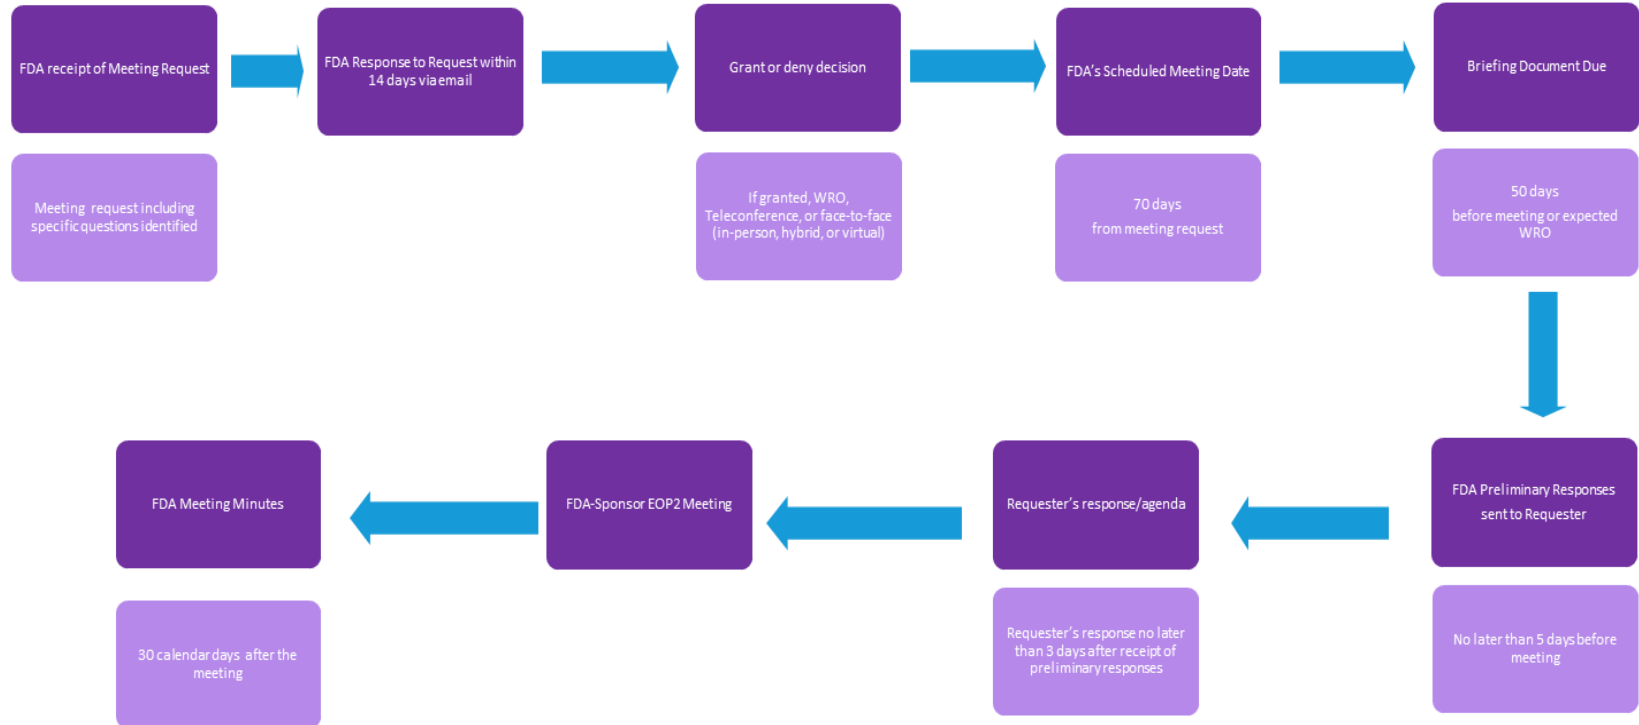 FDA receipt of Meeting Request
Meeting request including
specific questions identified
FDA Response to Request within
14 days via email
Grant or deny decision
If granted, WRO,
Teleconference, or face-to-face
(in-person, hybrid, or virtual)
FDA's Scheduled Meeting Date
70 days
from meeting request
Briefing Document Due
50 days
before meeting or expected
WRO
FDA Preliminary Responses
sent to Requester
No later than 5 days before
meeting
Requester's response/agenda
Requester's response no later
than 3 days after receipt of
preliminary responses
FDA-Sponsor EOP2 Meeting
FDA Meeting Minutes
30 calendar days after the
meeting